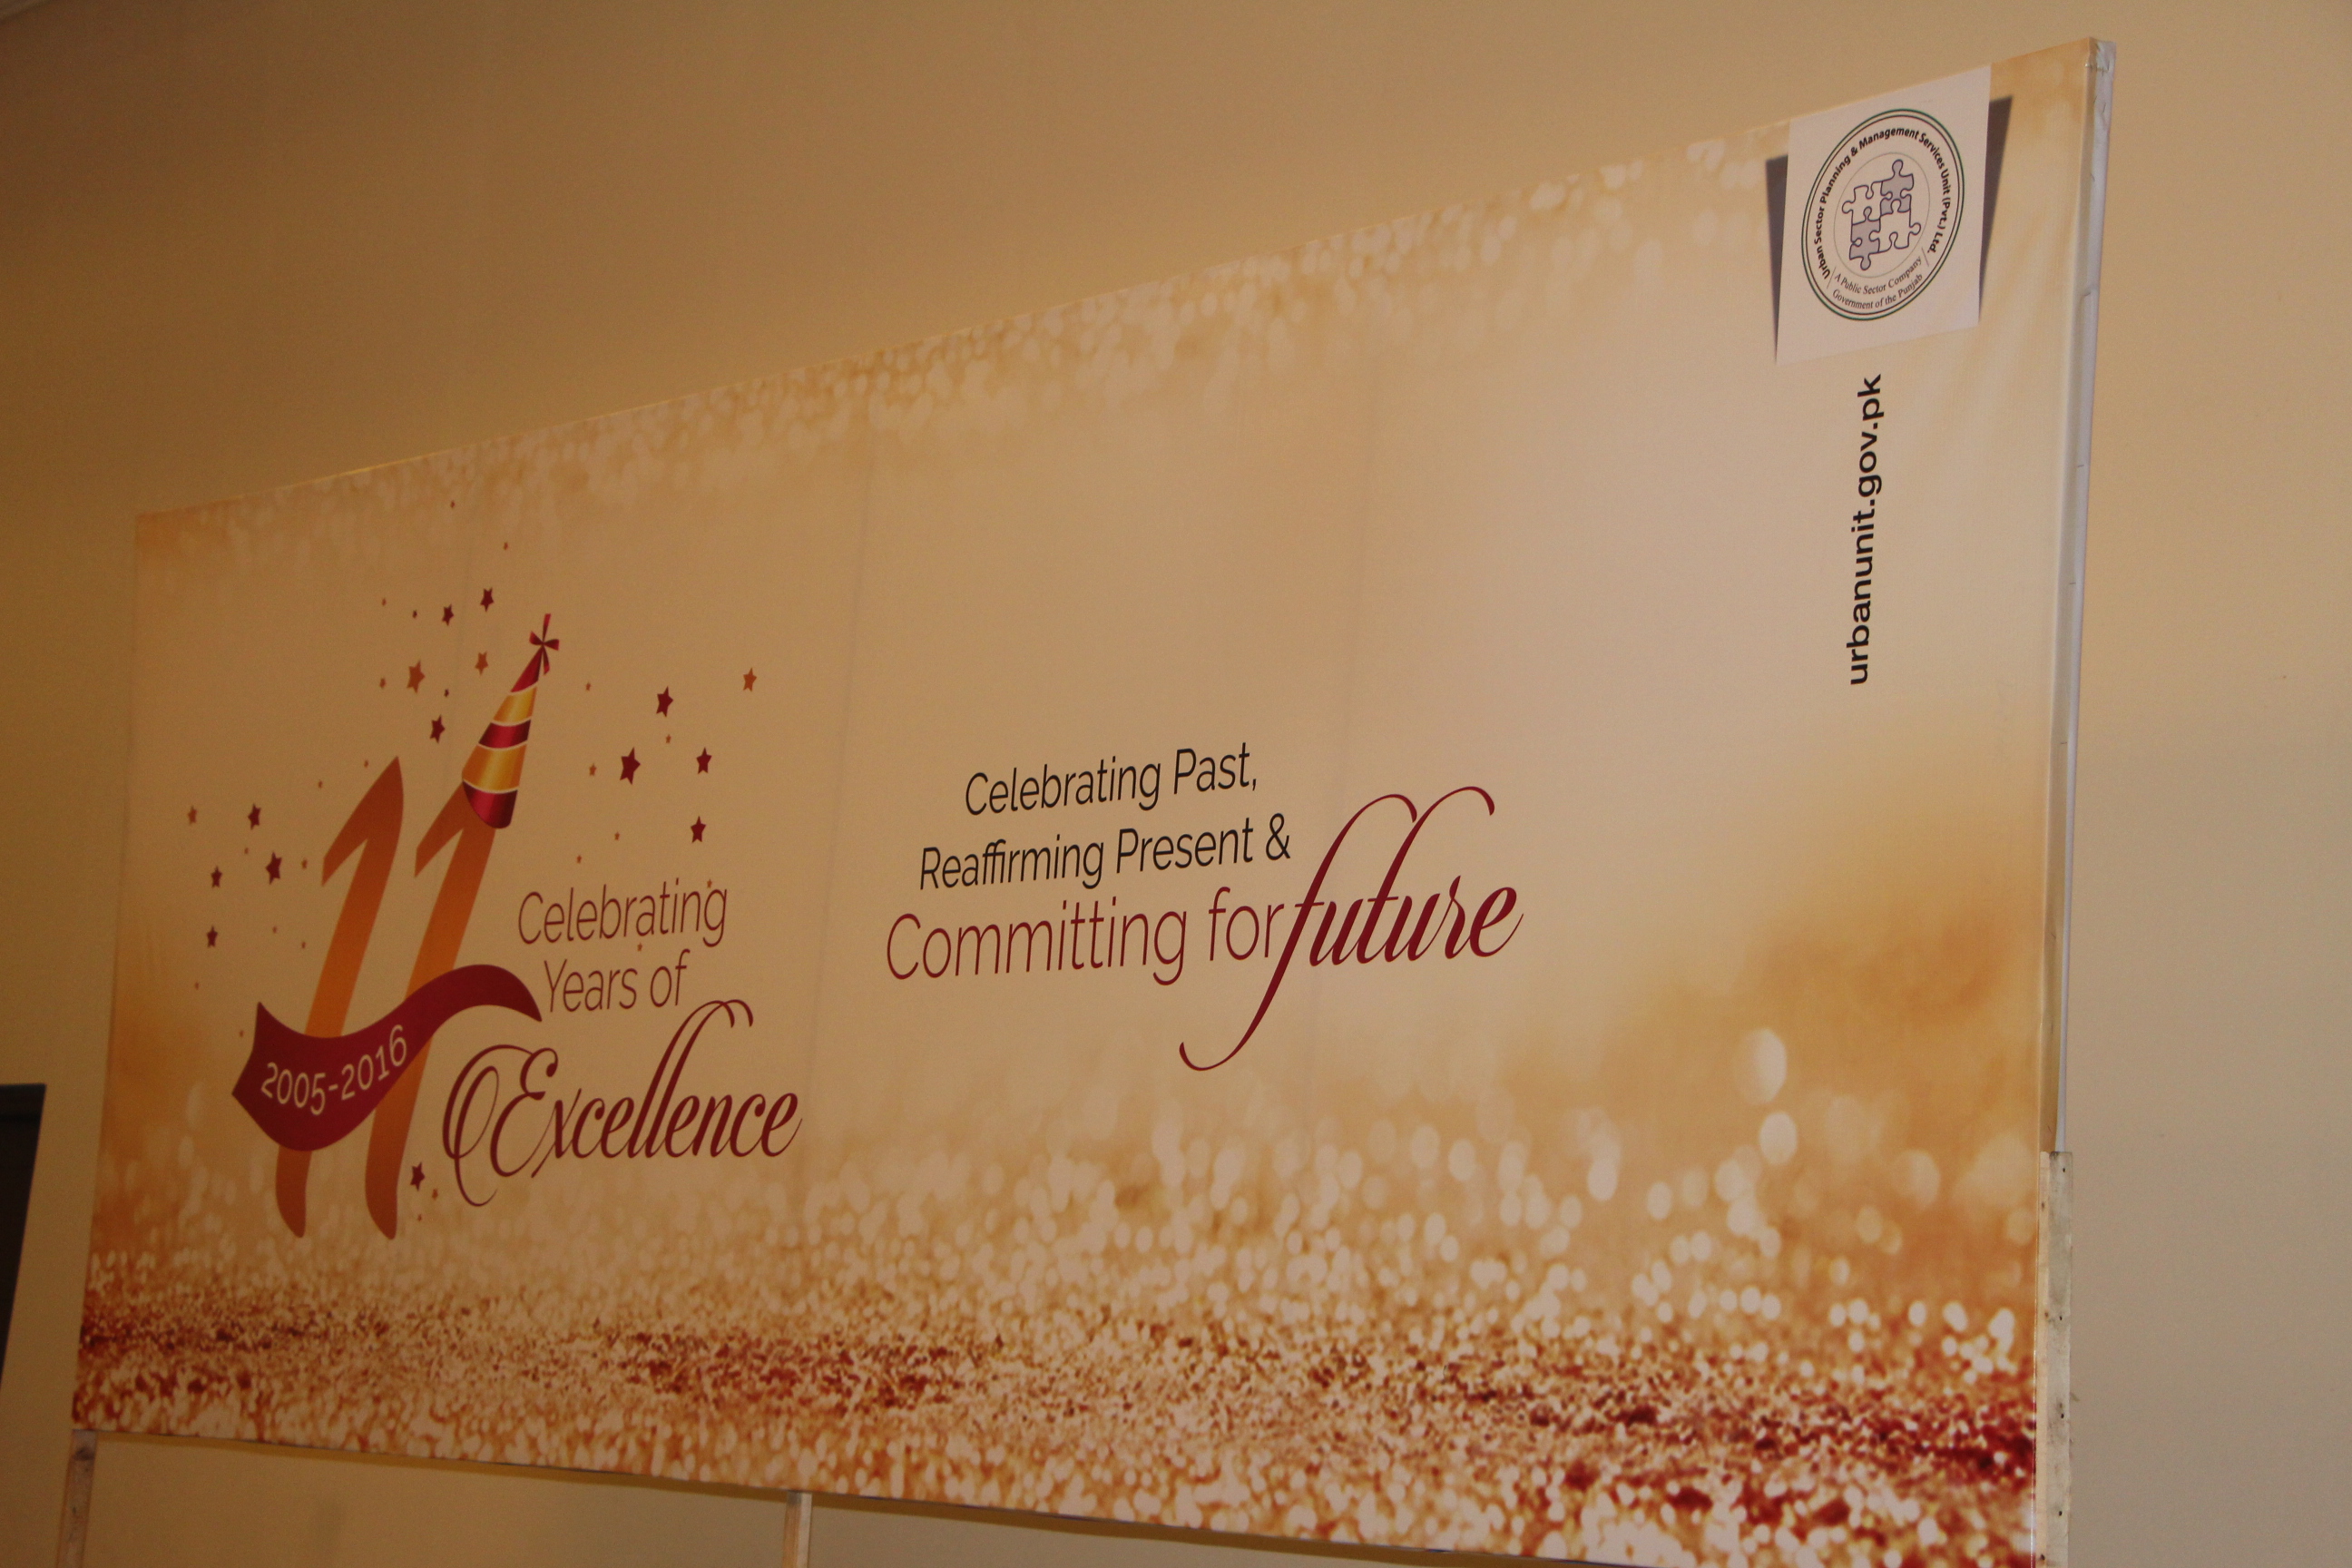 11
Celebrating
Years of
Excellence
2005-2016
Celebrating Past,
Reaffirming Present &
Committing for future
Urban Sector Planning & Management Services Unit (Pvt.) Ltd.
A Public Sector Company
Government of the Punjab
urbanunit.gov.pk